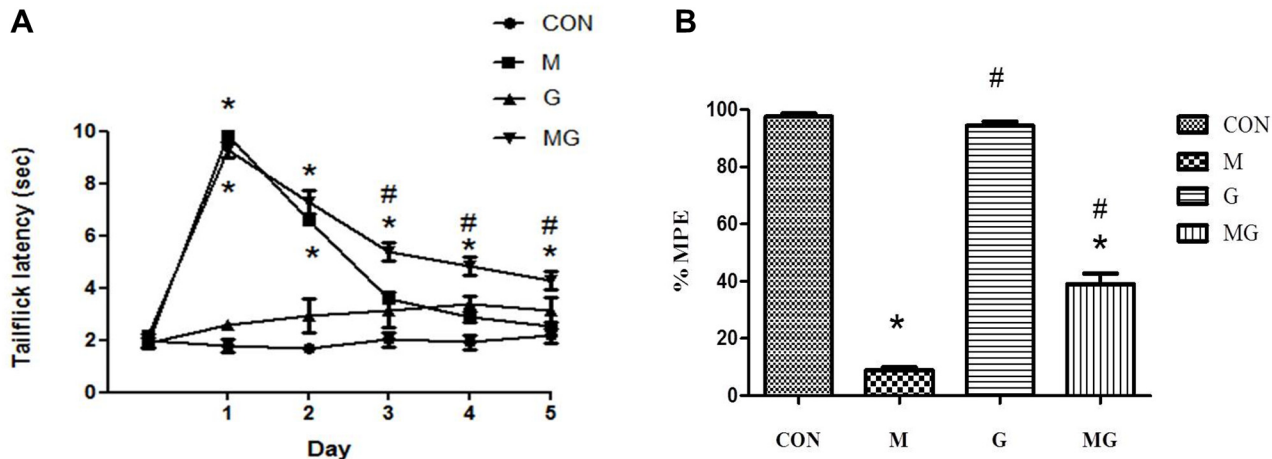 A
CON
M
G
MG
Tailflick latency (sec)
10
8
6
4
2
0
* * # # #
* * * * *
1 2 3 4 5
Day
B
CON
M
G
MG
% MPE
100
80
60
40
20
0
* # # *
CON M G MG